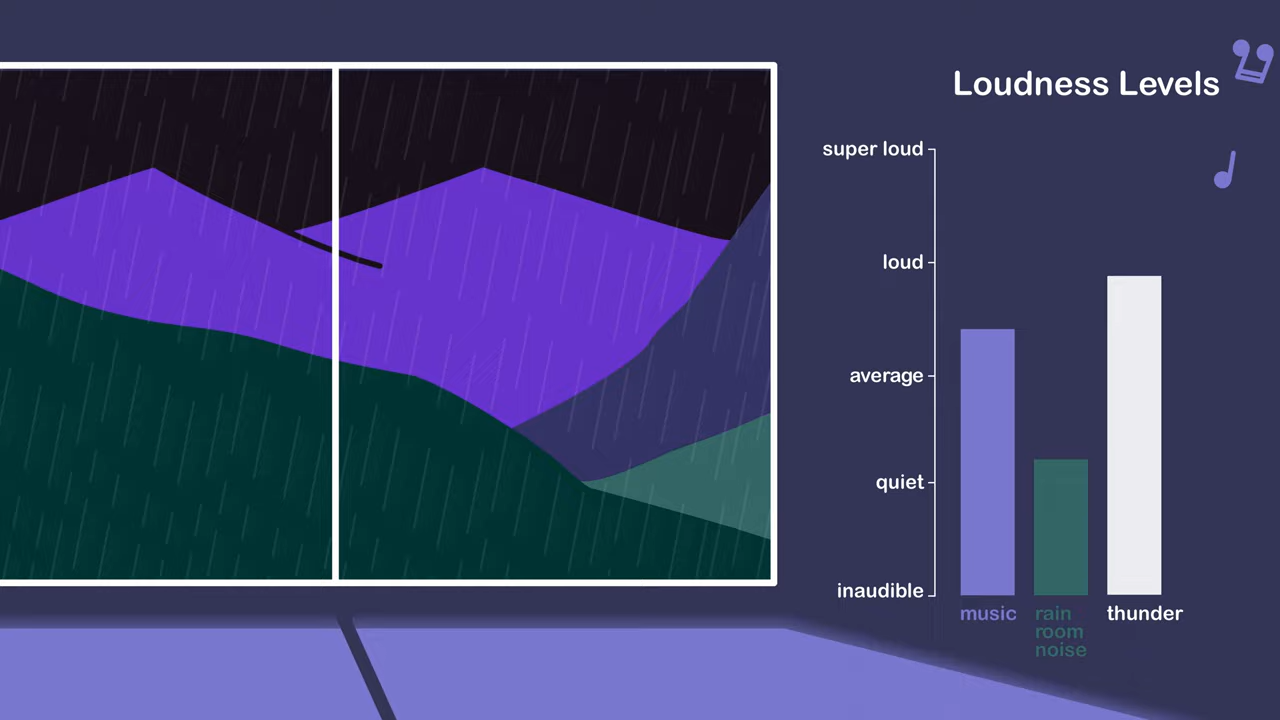 Loudness Levels
super loud
loud
average
quiet
inaudible
music
rain
room
noise
thunder